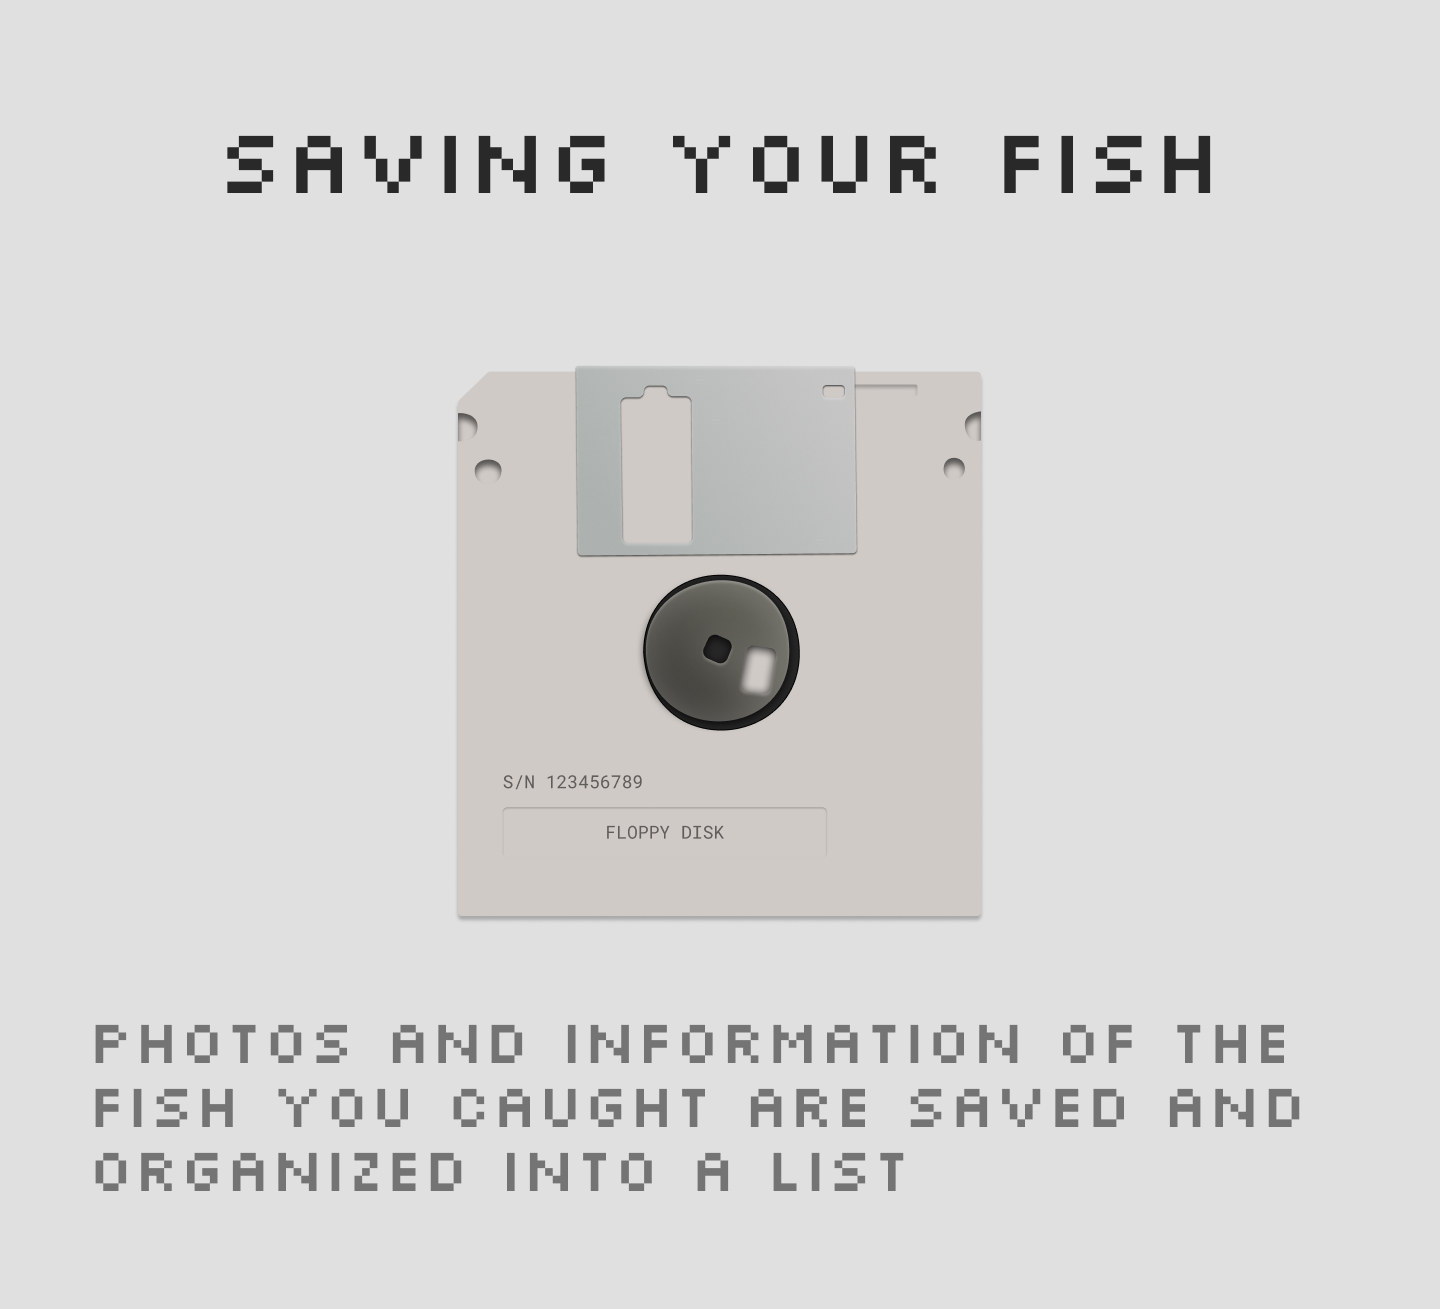 SAVING YOUR FISH
S/N 123456789
FLOPPY DISK
PHOTOS AND INFORMATION OF THE
FISH YOU CAUGHT ARE SAVED AND
ORGANIZED INTO A LIST